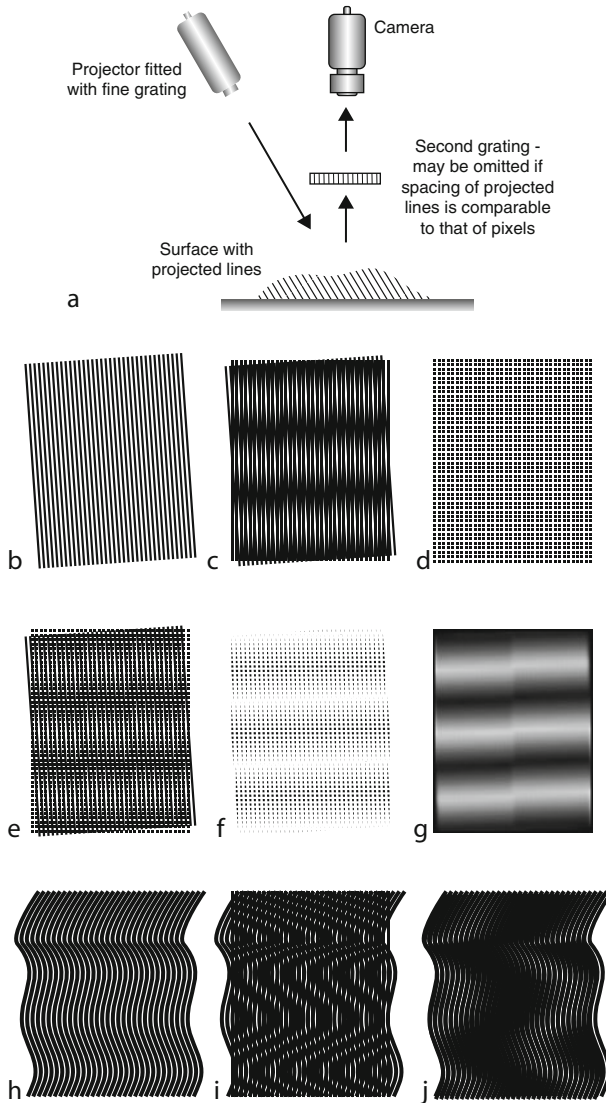 Projector fitted
with fine grating
Camera
Second grating -
may be omitted if
spacing of projected
lines is comparable
to that of pixels
Surface with
projected lines
a
b
c
d
e
f
g
h
i
j